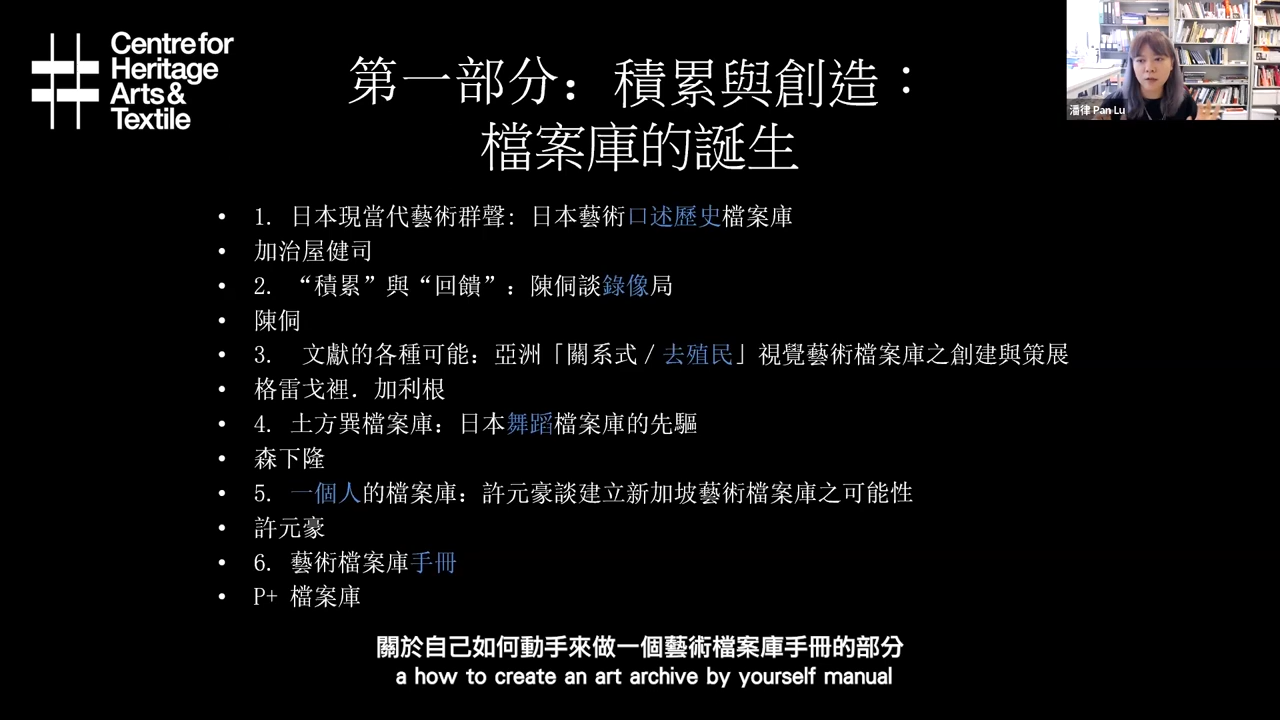 Centre for
Heritage
Arts &
Textile
第一部分：積累與創造：
檔案庫的誕生
潘律 Pan Lu
• 1. 日本現當代藝術群聲: 日本藝術口述歷史檔案庫
• 加治屋健司
• 2. “積累”與“回饋”：陳侗談錄像局
• 陳侗
• 3. 文獻的各種可能：亞洲「關系式／去殖民」視覺藝術檔案庫之創建與策展
• 格雷戈裡．加利根
• 4. 土方巽檔案庫：日本舞蹈檔案庫的先驅
• 森下隆
• 5. 一個人的檔案庫：許元豪談建立新加坡藝術檔案庫之可能性
• 許元豪
• 6. 藝術檔案庫手冊
• P+ 檔案庫
關於自己如何動手來做一個藝術檔案庫手冊的部分
a how to create an art archive by yourself manual